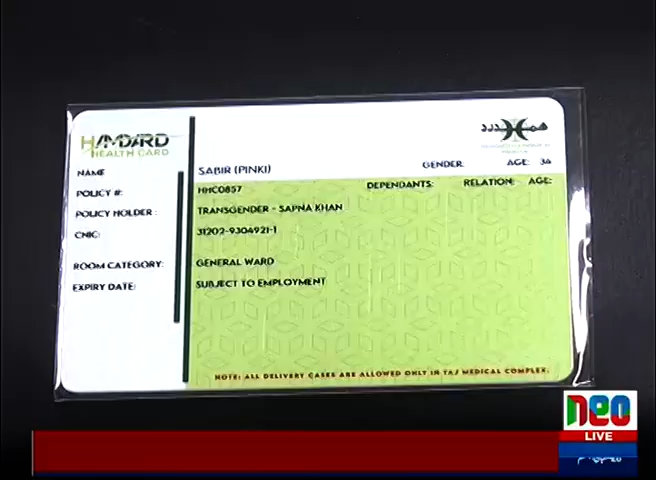 HAMDARD
HEALTH CARD
ہمدرد
NAME SABIR (PINKI) GENDER: AGE: 34
POLICY #: HHC0857 DEPENDANTS: RELATION: AGE:
POLICY HOLDER : TRANSGENDER - SAPNA KHAN
CNIC: 31202-9304921-1
ROOM CATEGORY: GENERAL WARD
EXPIRY DATE: SUBJECT TO EMPLOYMENT
NOTE: ALL DELIVERY CASES ARE ALLOWED ONLY IN TAJ MEDICAL COMPLEX.
neo
LIVE